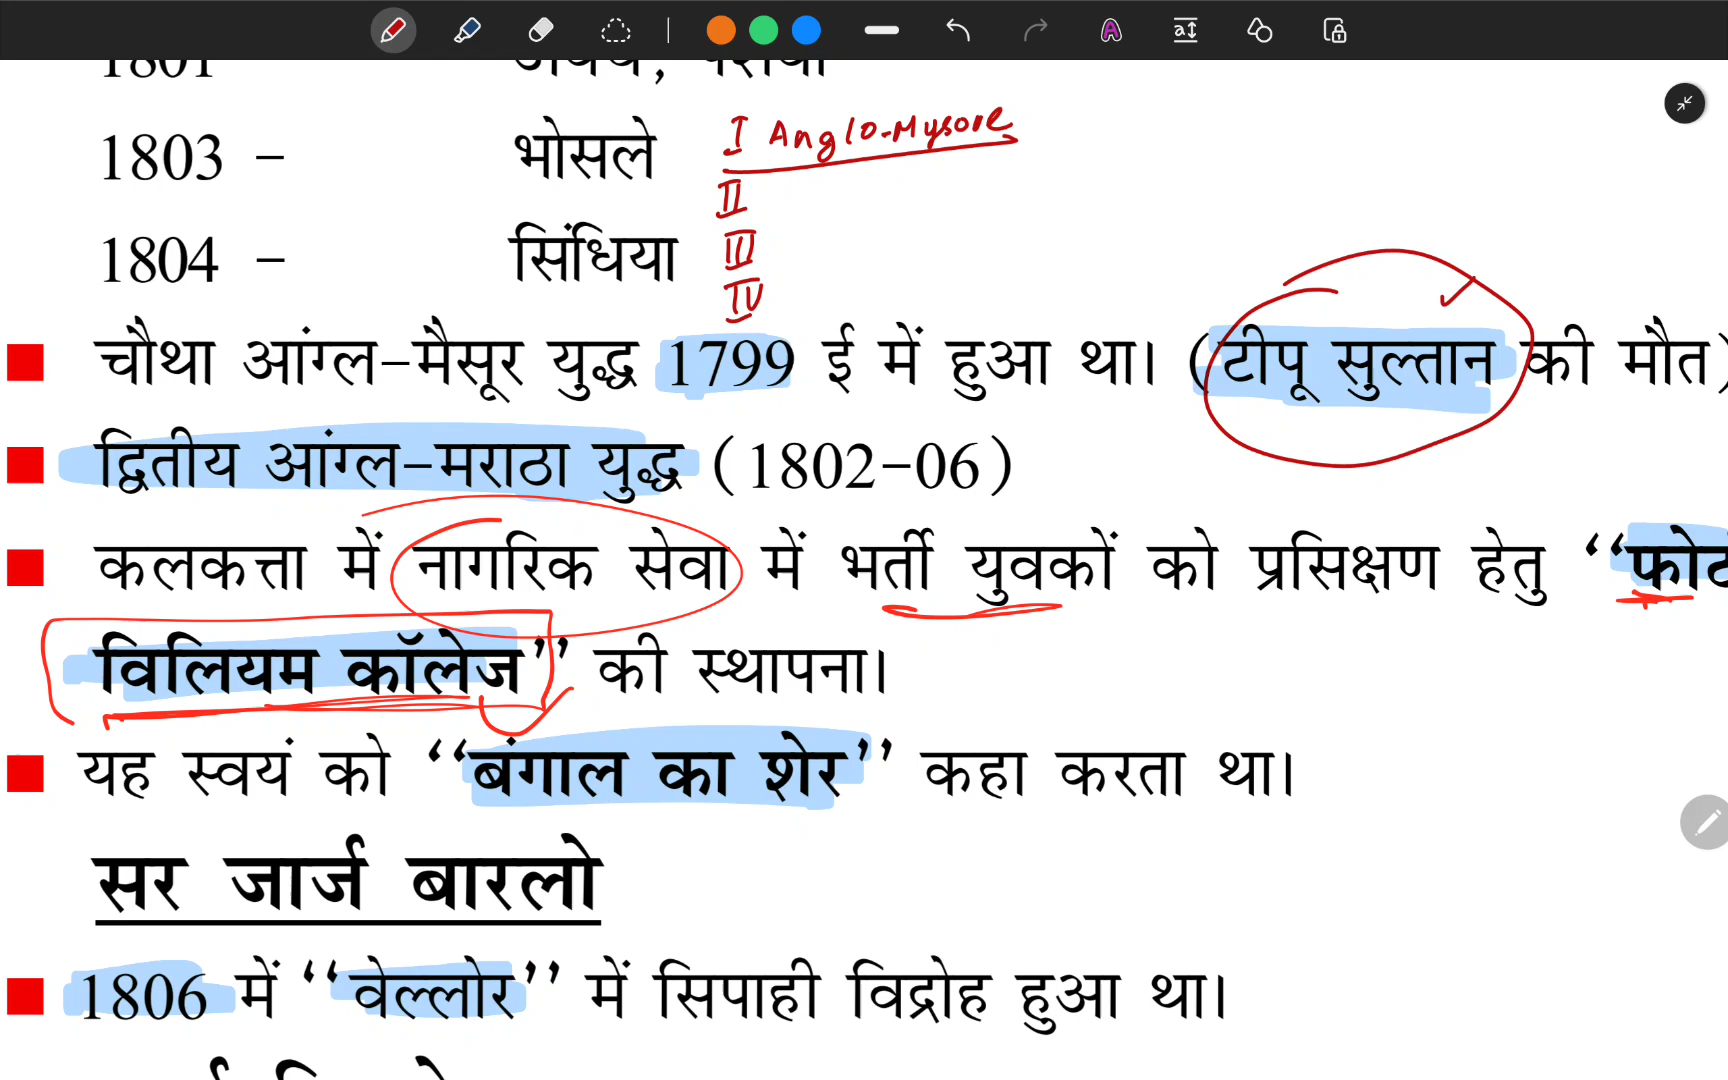 1801
1803 – भोसले I Anglo-Mysore
II
1804 – सिंधिया III
IV
■ चौथा आंग्ल-मैसूर युद्ध 1799 ई में हुआ था। (टीपू सुल्तान की मौत)
■ द्वितीय आंग्ल-मराठा युद्ध (1802-06)
■ कलकत्ता में नागरिक सेवा में भर्ती युवकों को प्रसिक्षण हेतु ‘‘फोर्ट
विलियम कॉलेज’’ की स्थापना।
■ यह स्वयं को ‘‘बंगाल का शेर’’ कहा करता था।
सर जार्ज बारलो
■ 1806 में ‘‘वेल्लोर’’ में सिपाही विद्रोह हुआ था।